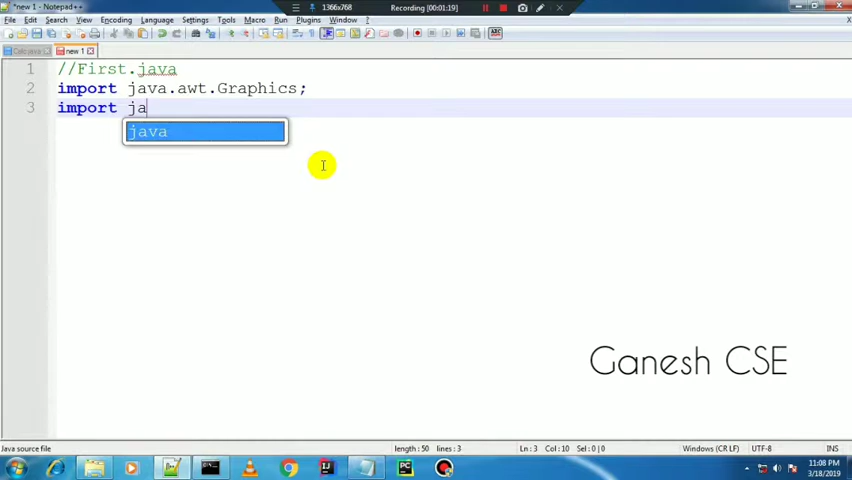 *new 1 - Notepad++
1366x768
Recording [00:01:19]
File Edit Search View Encoding Language Settings Tools Macro Run Plugins Window ?
Calc.java
new 1
1 //First.java
2 import java.awt.Graphics;
3 import ja
java
Ganesh CSE
Java source file
length : 50 lines : 3
Ln : 3 Col : 10 Sel : 0 | 0
Windows (CR LF)
UTF-8
INS
11:08 PM
3/18/2019